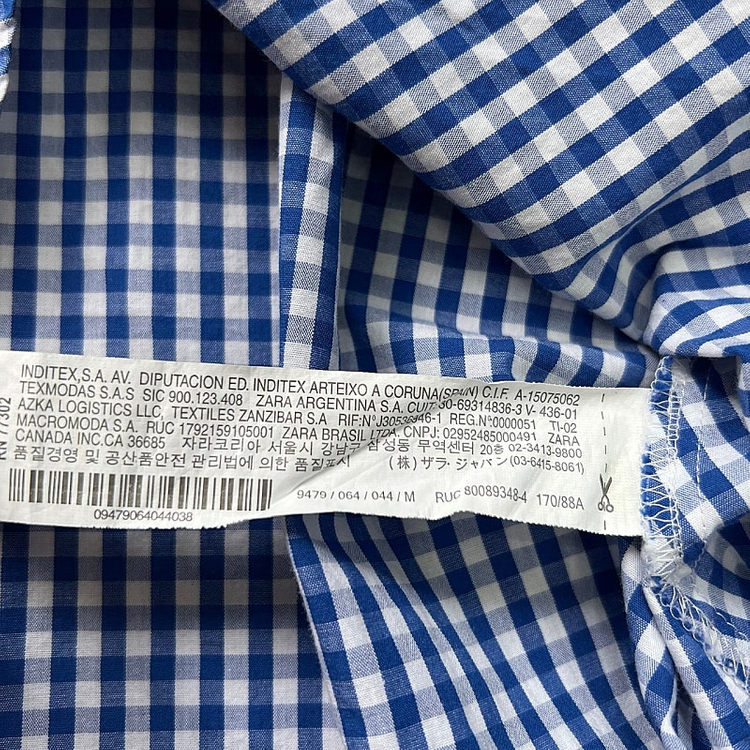 INDITEX,S.A. AV. DIPUTACION ED. INDITEX ARTEIXO A CORUNA(SPAIN) C.I.F. A-15075062
TEXMODAS S.A.S SIC 900.123.408 ZARA ARGENTINA S.A. CUIT 30-69314836-3 V- 436-01
AZKA LOGISTICS LLC, TEXTILES ZANZIBAR S.A RIF:N°J30536946-1 REG.N°0000051 TI-02
MACROMODA S.A. RUC 1792159105001 ZARA BRASIL LTDA, CNPJ: 02952485000491 ZARA
CANADA INC.CA 36685 자라코리아 서울시 강남구 삼성동 무역센타 20층 02-3413-9800
품질경영 및 공산품안전 관리법에 의한 품질표시 (株) ザラ・ジャパン (03-6415-8061)
9479 / 064 / 044 / M RUC 80089348-4 170/88A
09479064044038